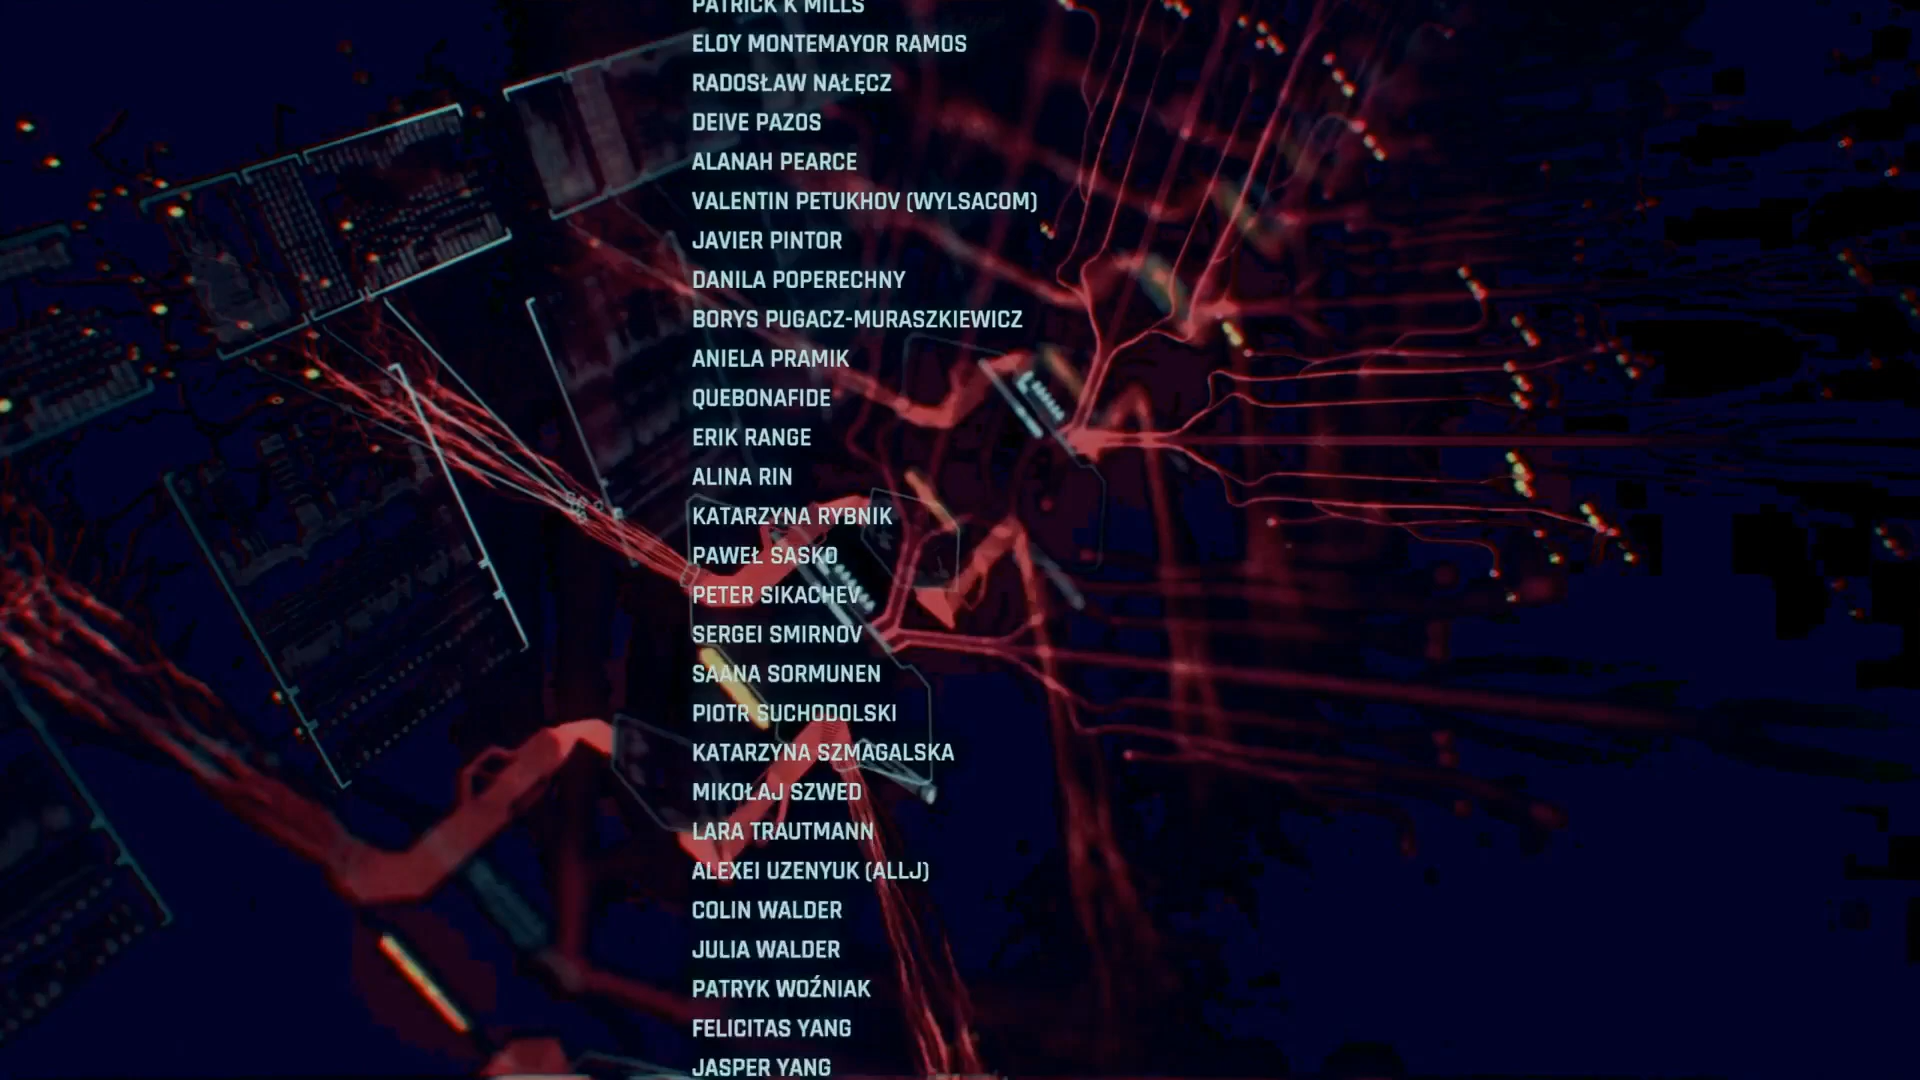 PATRICK K MILLS
ELOY MONTEMAYOR RAMOS
RADOSŁAW NAŁĘCZ
DEIVE PAZOS
ALANAH PEARCE
VALENTIN PETUKHOV (WYLSACOM)
JAVIER PINTOR
DANILA POPERECHNY
BORYS PUGACZ-MURASZKIEWICZ
ANIELA PRAMIK
QUEBONAFIDE
ERIK RANGE
ALINA RIN
KATARZYNA RYBNIK
PAWEŁ SASKO
PETER SIKACHEV
SERGEI SMIRNOV
SAANA SORMUNEN
PIOTR SUCHODOLSKI
KATARZYNA SZMAGALSKA
MIKOŁAJ SZWED
LARA TRAUTMANN
ALEXEI UZENYUK (ALLJ)
COLIN WALDER
JULIA WALDER
PATRYK WOŹNIAK
FELICITAS YANG
JASPER YANG